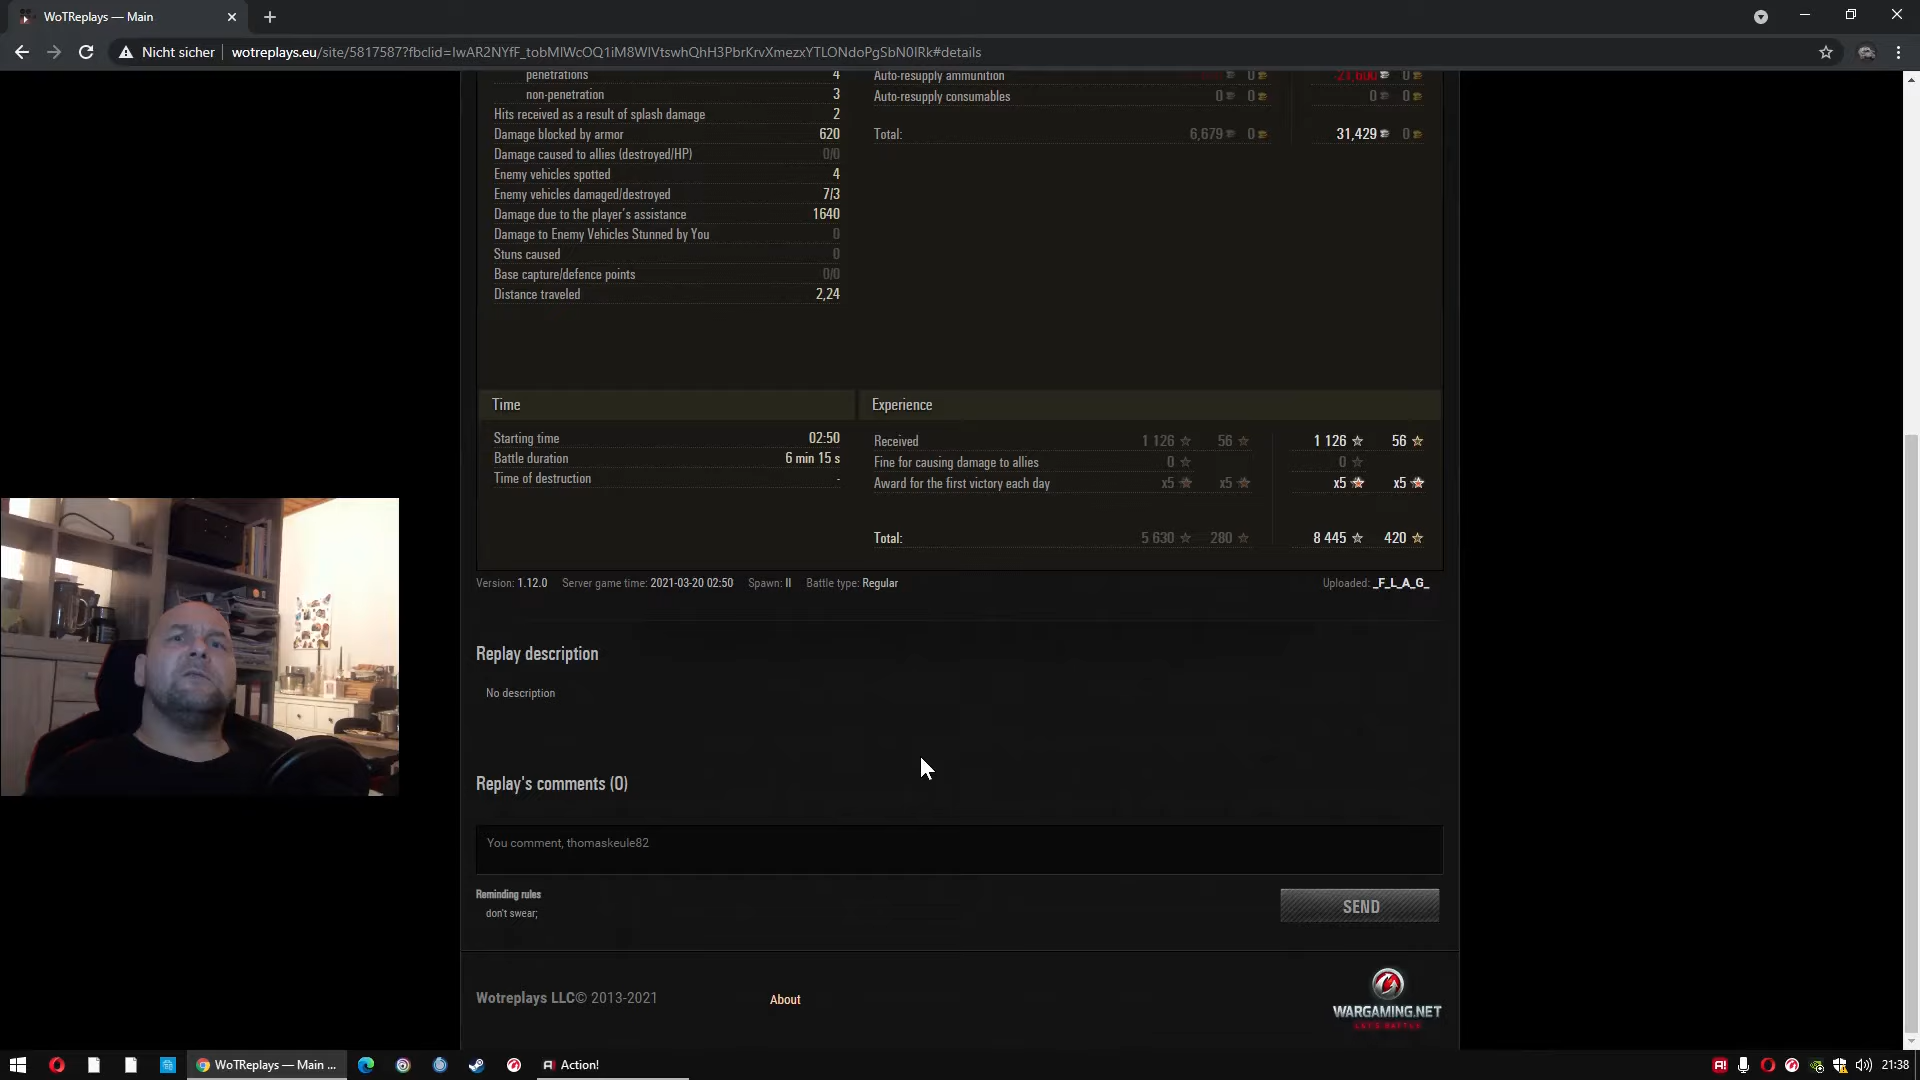 WoTReplays — Main
Nicht sicher
wotreplays.eu/site/5817587?fbclid=IwAR2NYfF_tobMIWcOQ1iM8WIVtswhQhH3PbrKrvXmezxYTLONdoPgSbN0IRk#details
penetrations 4
non-penetration 3
Hits received as a result of splash damage 2
Damage blocked by armor 620
Damage caused to allies (destroyed/HP) 0/0
Enemy vehicles spotted 4
Enemy vehicles damaged/destroyed 7/3
Damage due to the player's assistance 1640
Damage to Enemy Vehicles Stunned by You 0
Stuns caused 0
Base capture/defence points 0/0
Distance traveled 2,24
Auto-resupply ammunition 0 -21,600 0
Auto-resupply consumables 0 0 0 0
Total: 6,679 0 31,429 0
Time
Starting time 02:50
Battle duration 6 min 15 s
Time of destruction -
Experience
Received 1 126 56 1 126 56
Fine for causing damage to allies 0 0
Award for the first victory each day x5 x5 x5 x5
Total: 5 630 280 8 445 420
Version: 1.12.0 Server game time: 2021-03-20 02:50 Spawn: II Battle type: Regular Uploaded: _F_L_A_G_
Replay description
No description
Replay's comments (0)
You comment, thomaskeule82
Reminding rules
don't swear;
SEND
Wotreplays LLC© 2013-2021
About
WARGAMING.NET
LET'S BATTLE
WoTReplays — Main ...
Action!
21:38